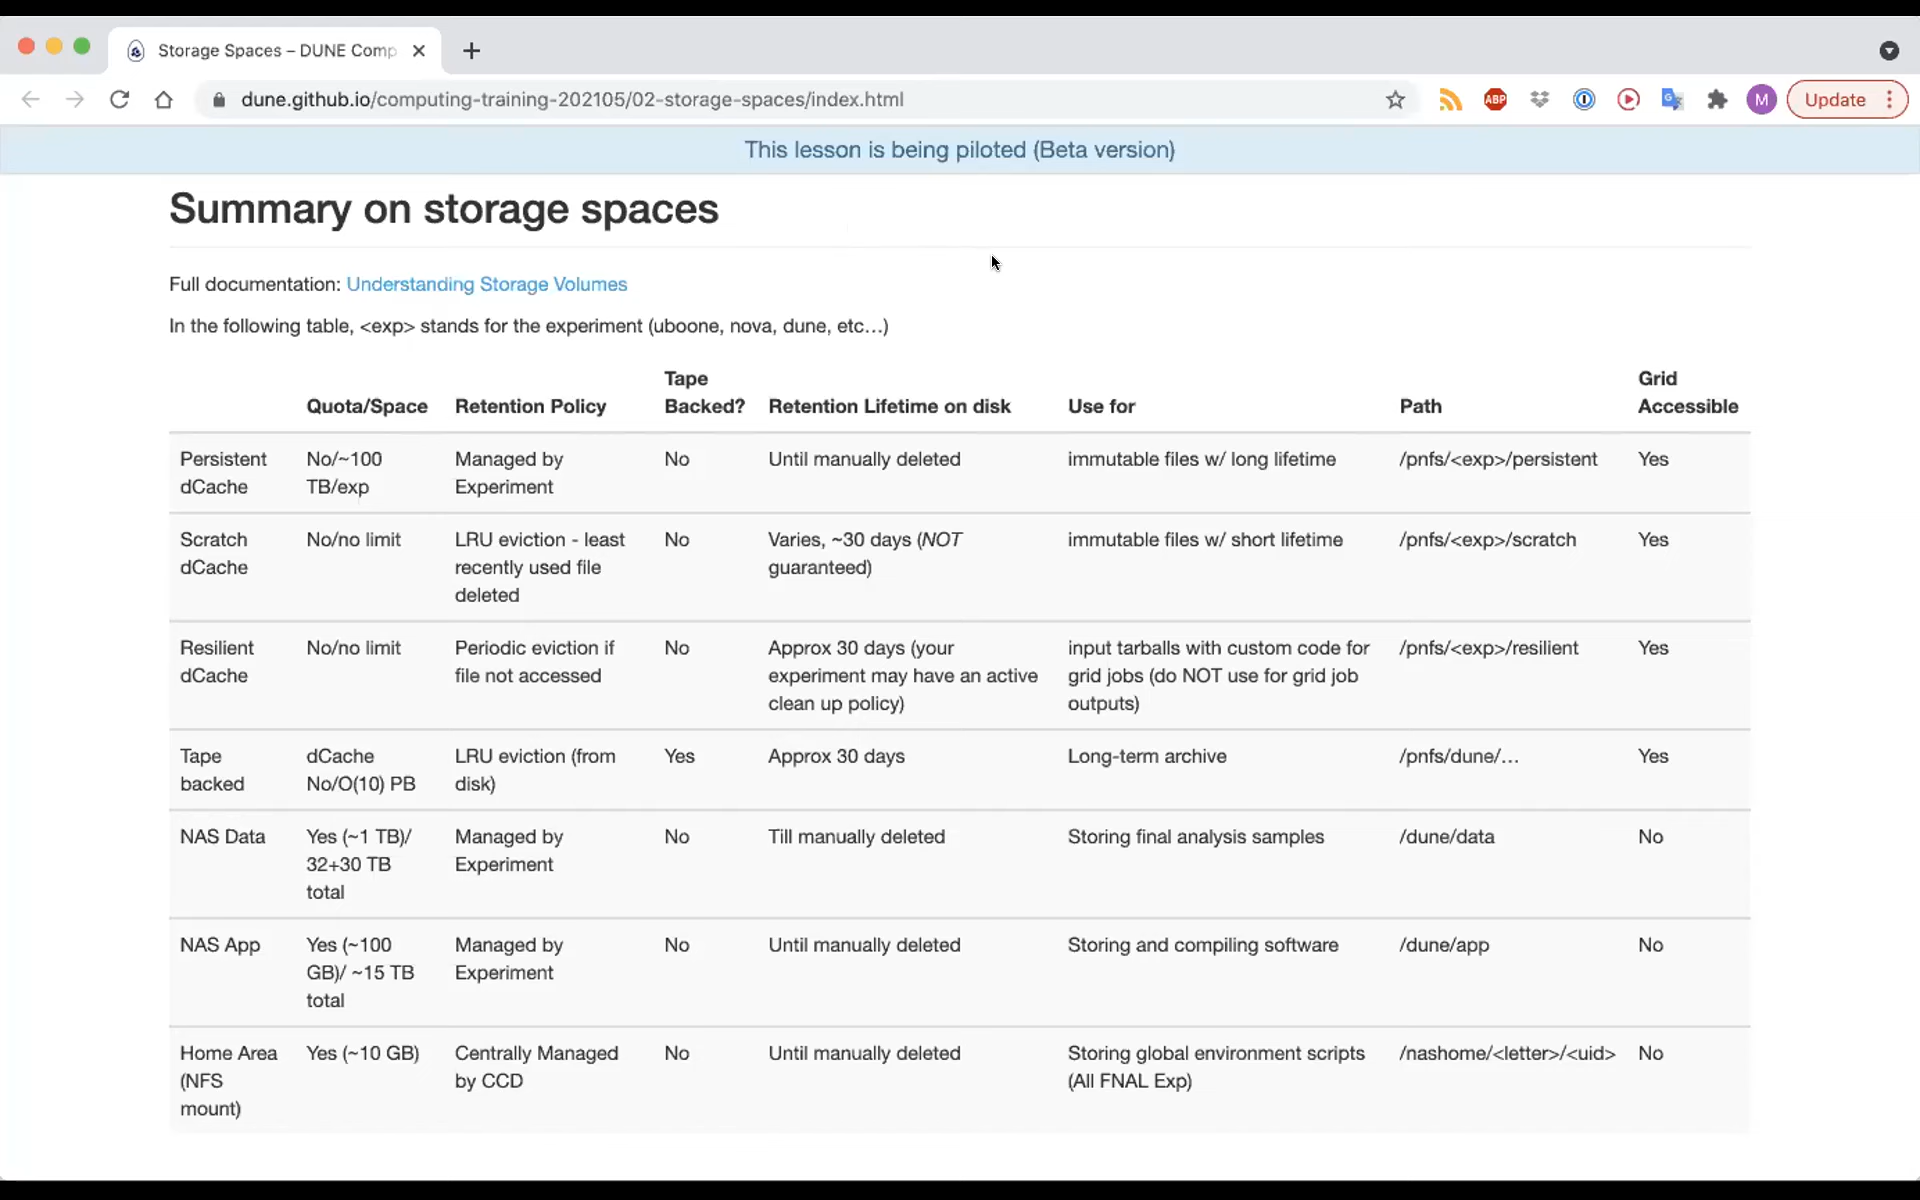 Storage Spaces – DUNE Comp
dune.github.io/computing-training-202105/02-storage-spaces/index.html
ABP
M
Update
This lesson is being piloted (Beta version)
Summary on storage spaces
Full documentation: Understanding Storage Volumes
In the following table, <exp> stands for the experiment (uboone, nova, dune, etc…)
Tape Grid
Quota/Space Retention Policy Backed? Retention Lifetime on disk Use for Path Accessible
Persistent No/~100 Managed by No Until manually deleted immutable files w/ long lifetime /pnfs/<exp>/persistent Yes
dCache TB/exp Experiment
Scratch No/no limit LRU eviction - least No Varies, ~30 days (NOT immutable files w/ short lifetime /pnfs/<exp>/scratch Yes
dCache recently used file guaranteed)
deleted
Resilient No/no limit Periodic eviction if No Approx 30 days (your input tarballs with custom code for /pnfs/<exp>/resilient Yes
dCache file not accessed experiment may have an active grid jobs (do NOT use for grid job
clean up policy) outputs)
Tape dCache LRU eviction (from Yes Approx 30 days Long-term archive /pnfs/dune/… Yes
backed No/O(10) PB disk)
NAS Data Yes (~1 TB)/ Managed by No Till manually deleted Storing final analysis samples /dune/data No
32+30 TB Experiment
total
NAS App Yes (~100 Managed by No Until manually deleted Storing and compiling software /dune/app No
GB)/ ~15 TB Experiment
total
Home Area Yes (~10 GB) Centrally Managed No Until manually deleted Storing global environment scripts /nashome/<letter>/<uid> No
(NFS by CCD (All FNAL Exp)
mount)